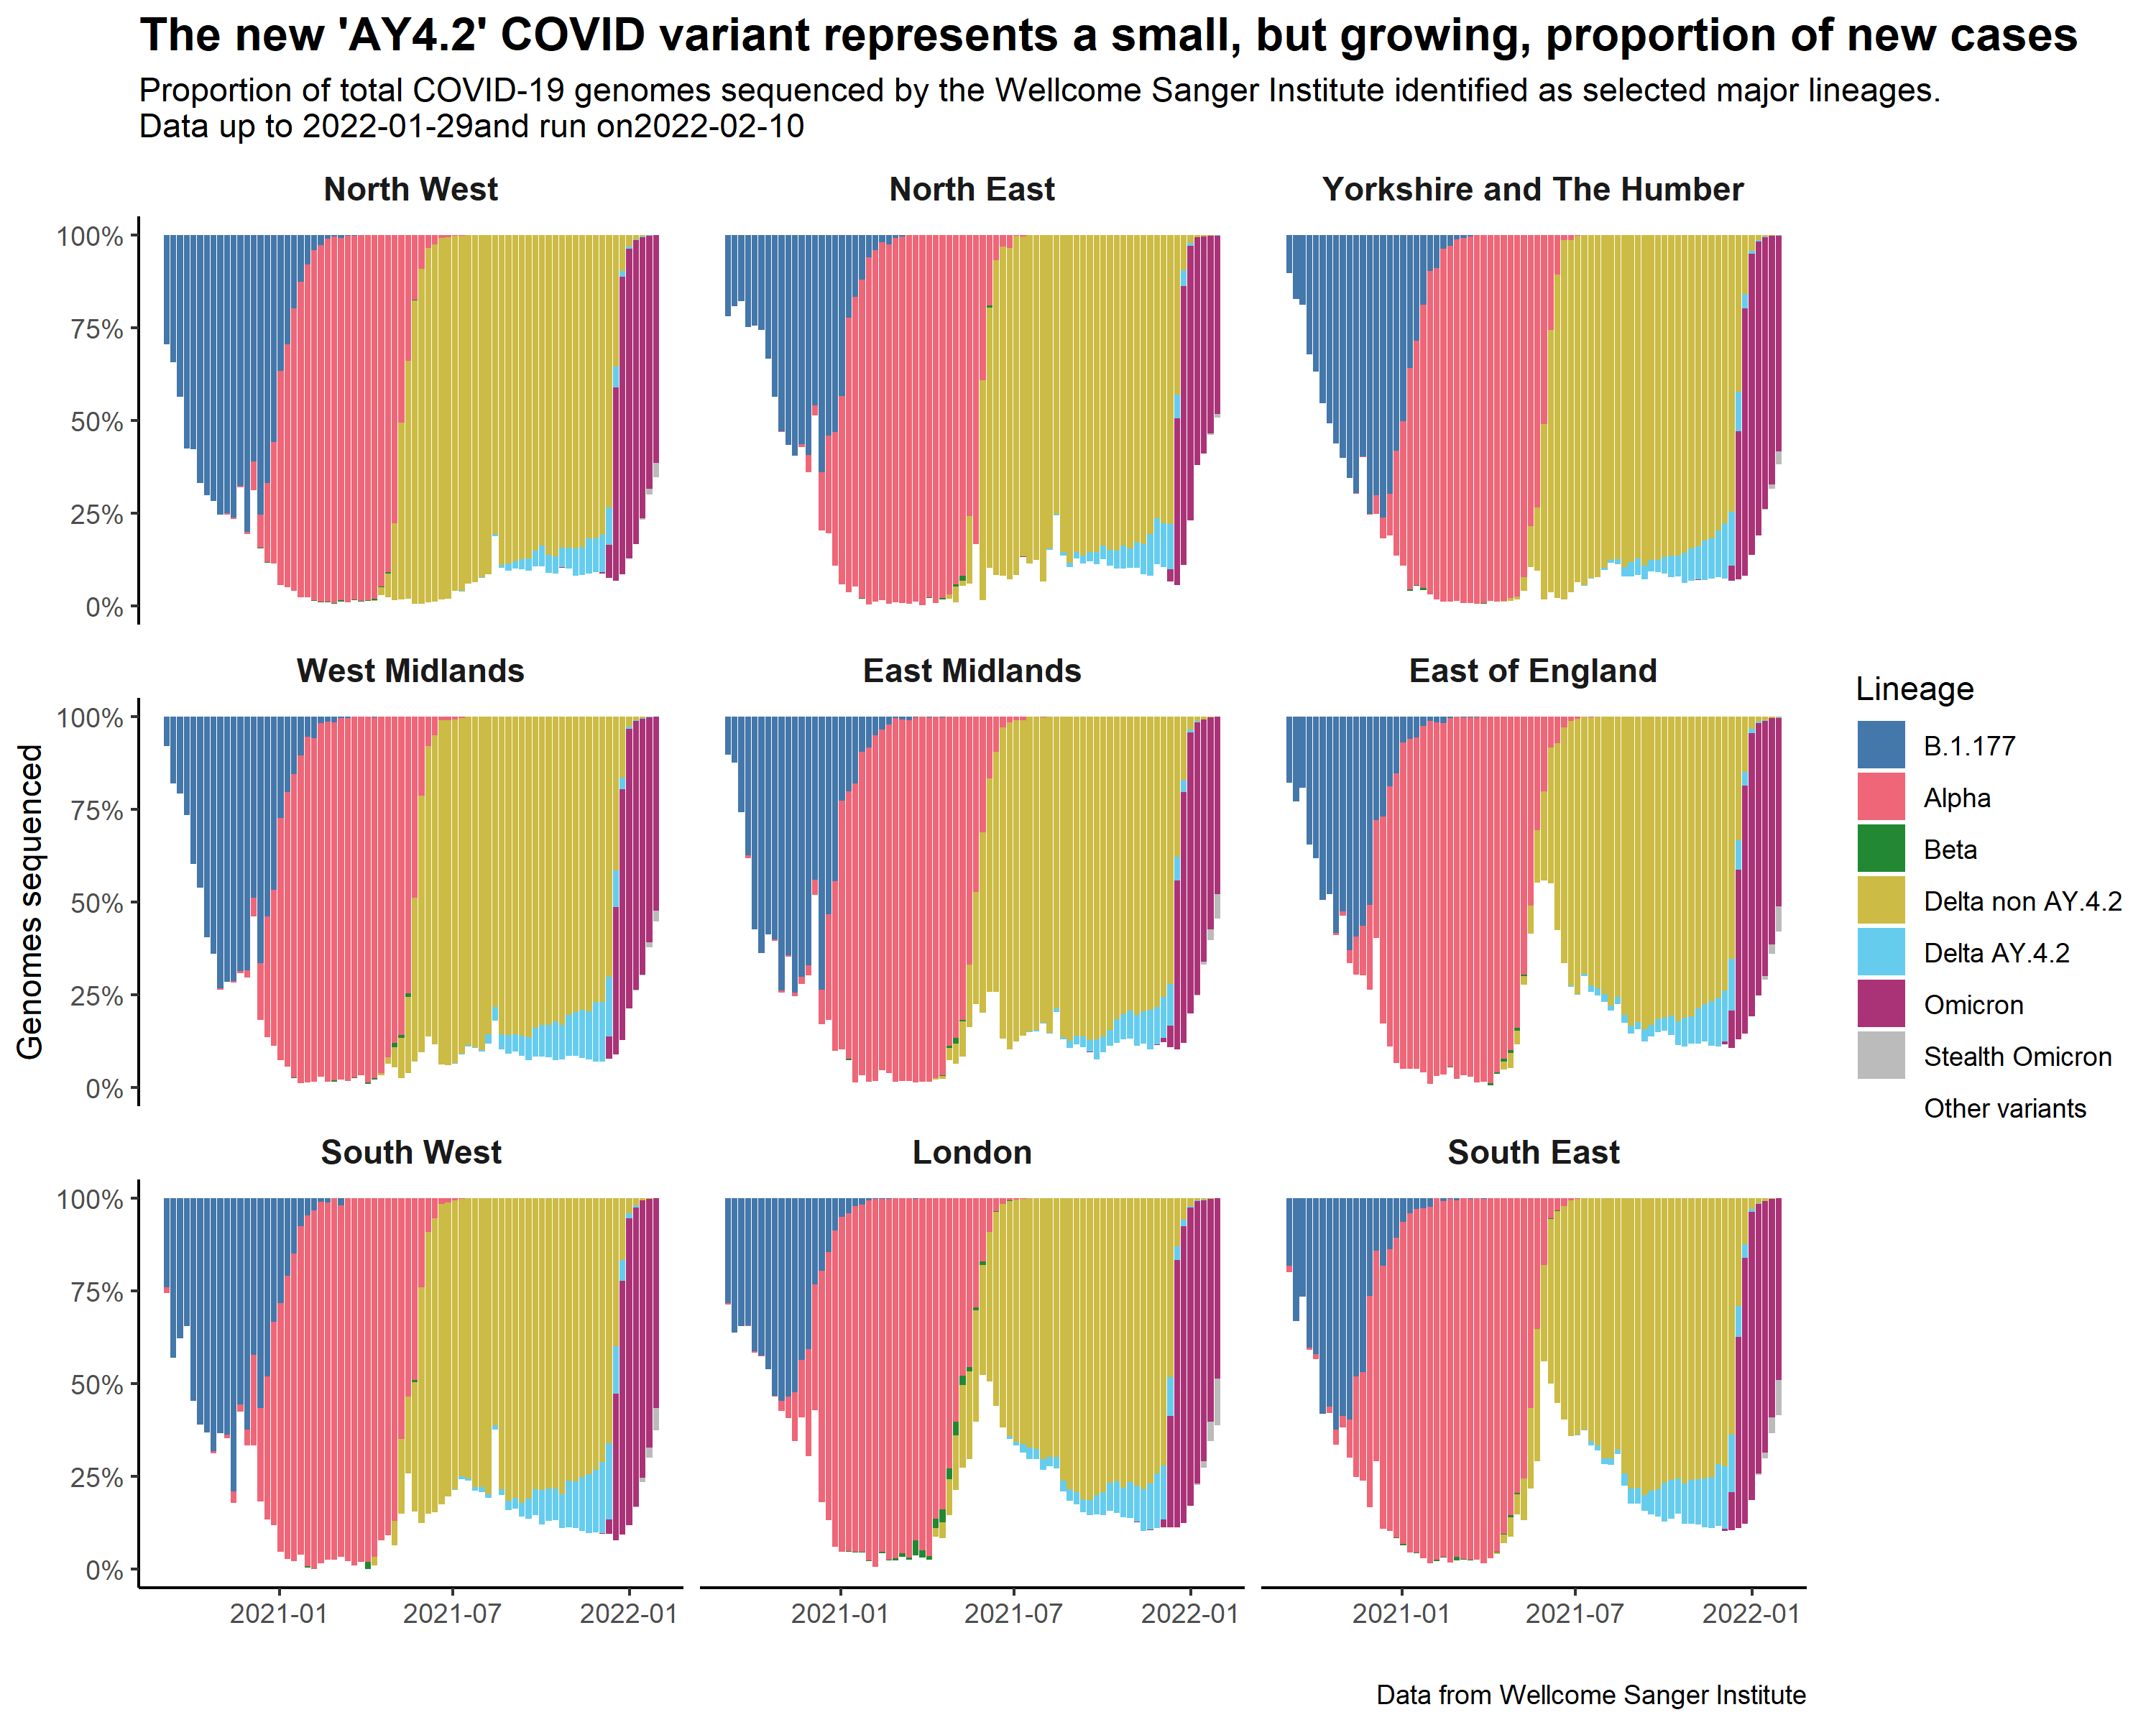 The new 'AY4.2' COVID variant represents a small, but growing, proportion of new cases
Proportion of total COVID-19 genomes sequenced by the Wellcome Sanger Institute identified as selected major lineages.
Data up to 2022-01-29and run on2022-02-10
North West
North East
Yorkshire and The Humber
100%
75%
50%
25%
0%
West Midlands
East Midlands
East of England
100%
75%
50%
25%
0%
Genomes sequenced
South West
London
South East
100%
75%
50%
25%
0%
2021-01
2021-07
2022-01
2021-01
2021-07
2022-01
2021-01
2021-07
2022-01
Lineage
B.1.177
Alpha
Beta
Delta non AY.4.2
Delta AY.4.2
Omicron
Stealth Omicron
Other variants
Data from Wellcome Sanger Institute